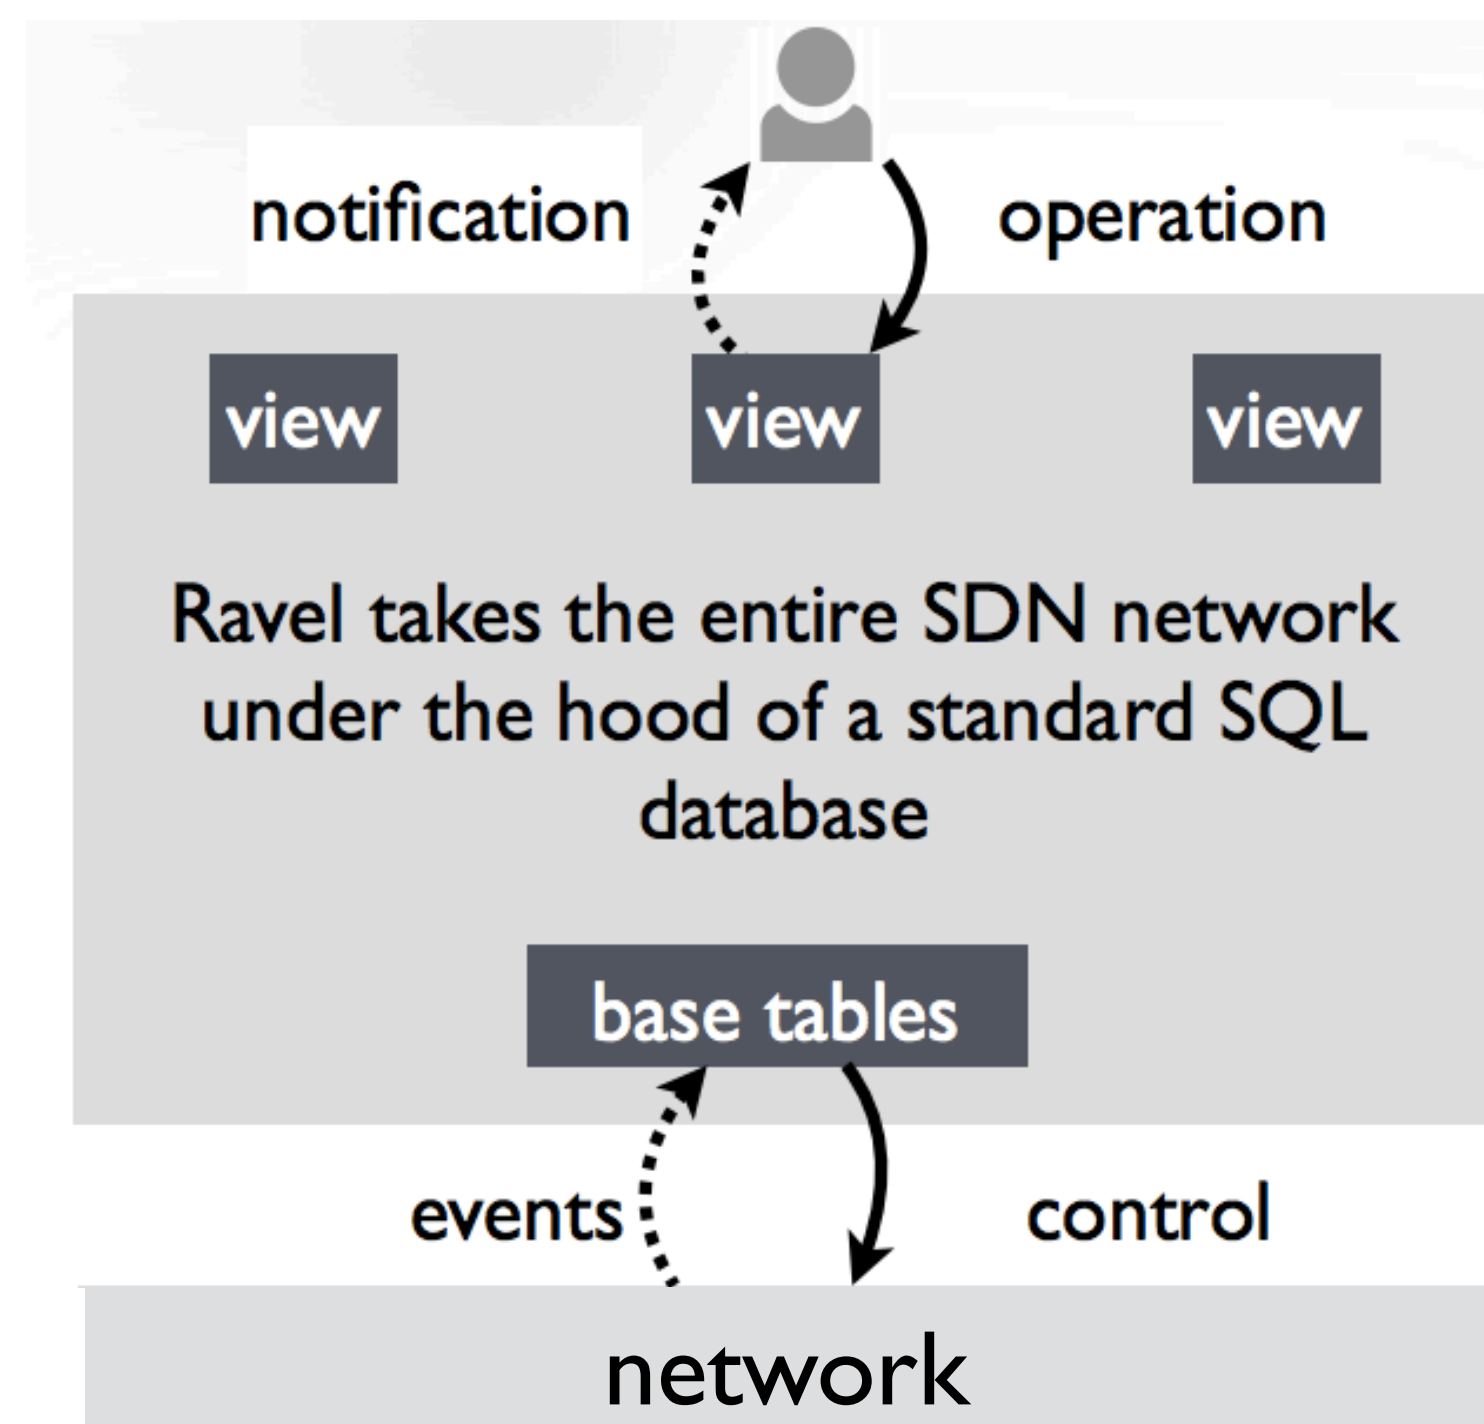 notification
operation
view
view
view
Ravel takes the entire SDN network
under the hood of a standard SQL
database
base tables
events
control
network